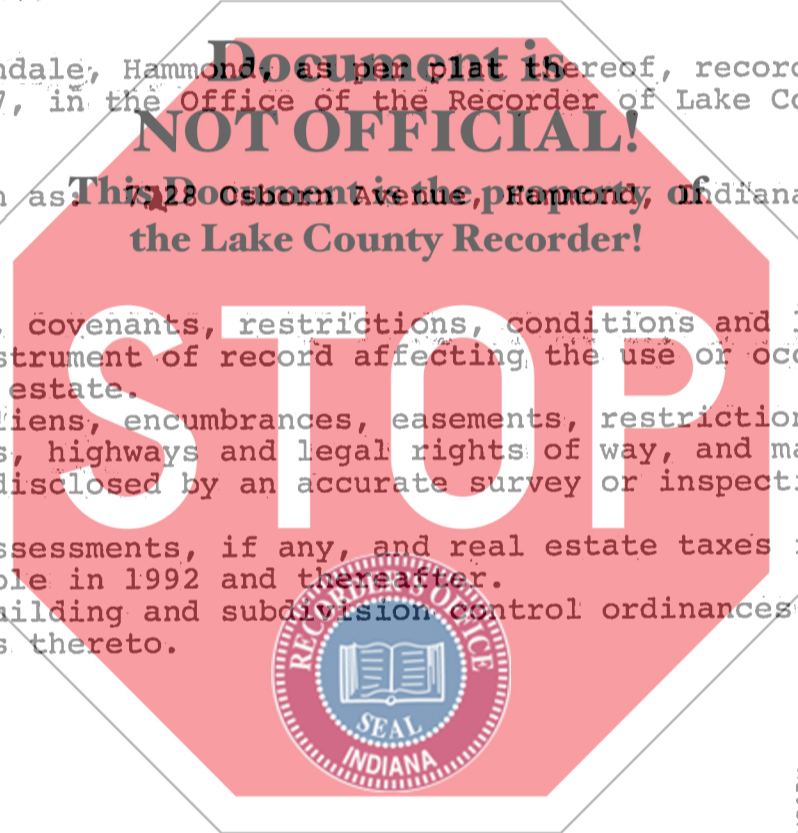 Document is
ndale, Hammond, as per plat thereof, recor
7, in the Office of the Recorder of Lake Co
NOT OFFICIAL!
This Document is the property of
n as: Osborn Avenue, Hammond, Indiana
the Lake County Recorder!
STOP
, covenants, restrictions, conditions and
strument of record affecting the use or occ
estate.
iens, encumbrances, easements, restriction
s, highways and legal rights of way, and ma
disclosed by an accurate survey or inspecti
ssessments, if any, and real estate taxes
ble in 1992 and thereafter.
uilding and subdivision control ordinances
s thereto.
RECORDER'S OFFICE
SEAL
INDIANA